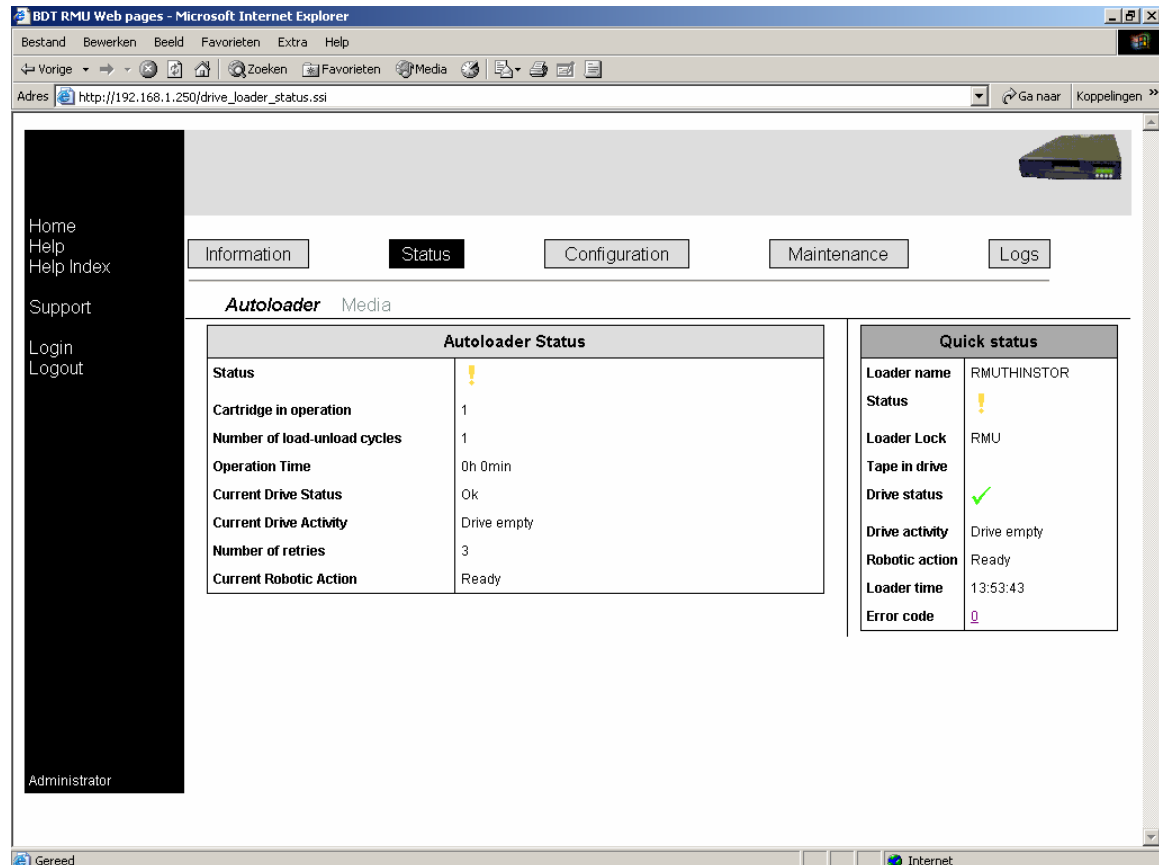 BDT RMU Web pages - Microsoft Internet Explorer
Bestand Bewerken Beeld Favorieten Extra Help
Vorige Zoeken Favorieten Media
Adres http://192.168.1.250/drive_loader_status.ssi Ga naar Koppelingen »
Home
Help
Help Index
Support
Login
Logout
Administrator
Information Status Configuration Maintenance Logs
Autoloader Media
Autoloader Status
Status !
Cartridge in operation 1
Number of load-unload cycles 1
Operation Time 0h 0min
Current Drive Status Ok
Current Drive Activity Drive empty
Number of retries 3
Current Robotic Action Ready
Quick status
Loader name RMUTHINSTOR
Status !
Loader Lock RMU
Tape in drive
Drive status
Drive activity Drive empty
Robotic action Ready
Loader time 13:53:43
Error code 0
Gereed Internet